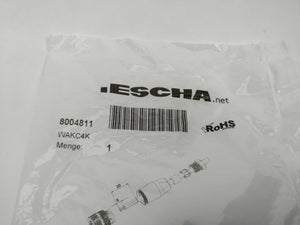 .ESCHA.net
8004811
WAKC4K
Menge: 1
RoHS